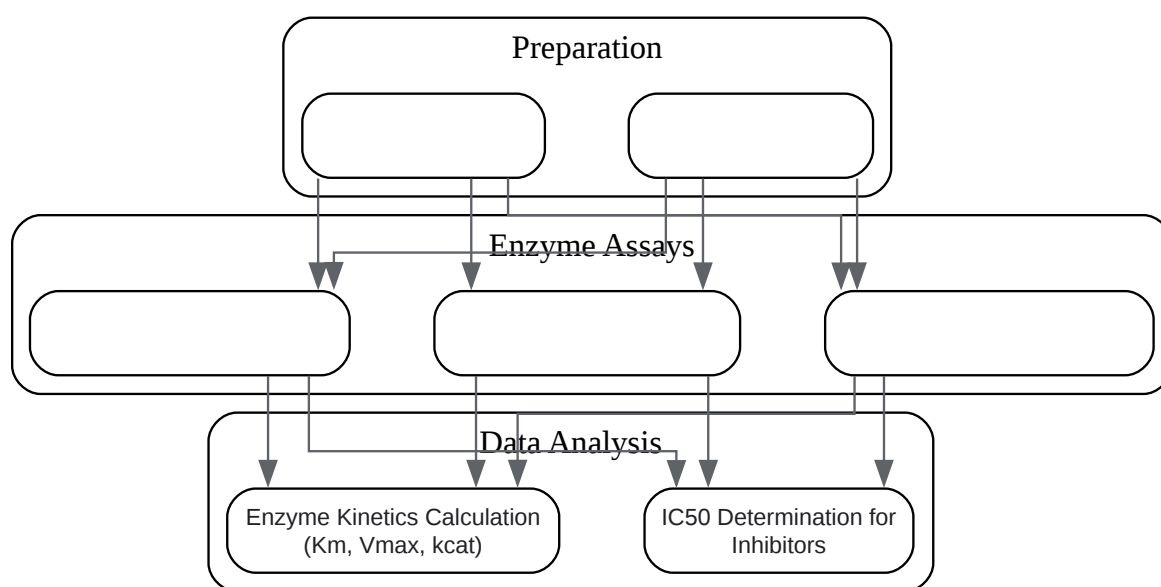 Preparation
Enzyme Assays
Data Analysis
Enzyme Kinetics Calculation
(Km, Vmax, kcat)
IC50 Determination for
Inhibitors